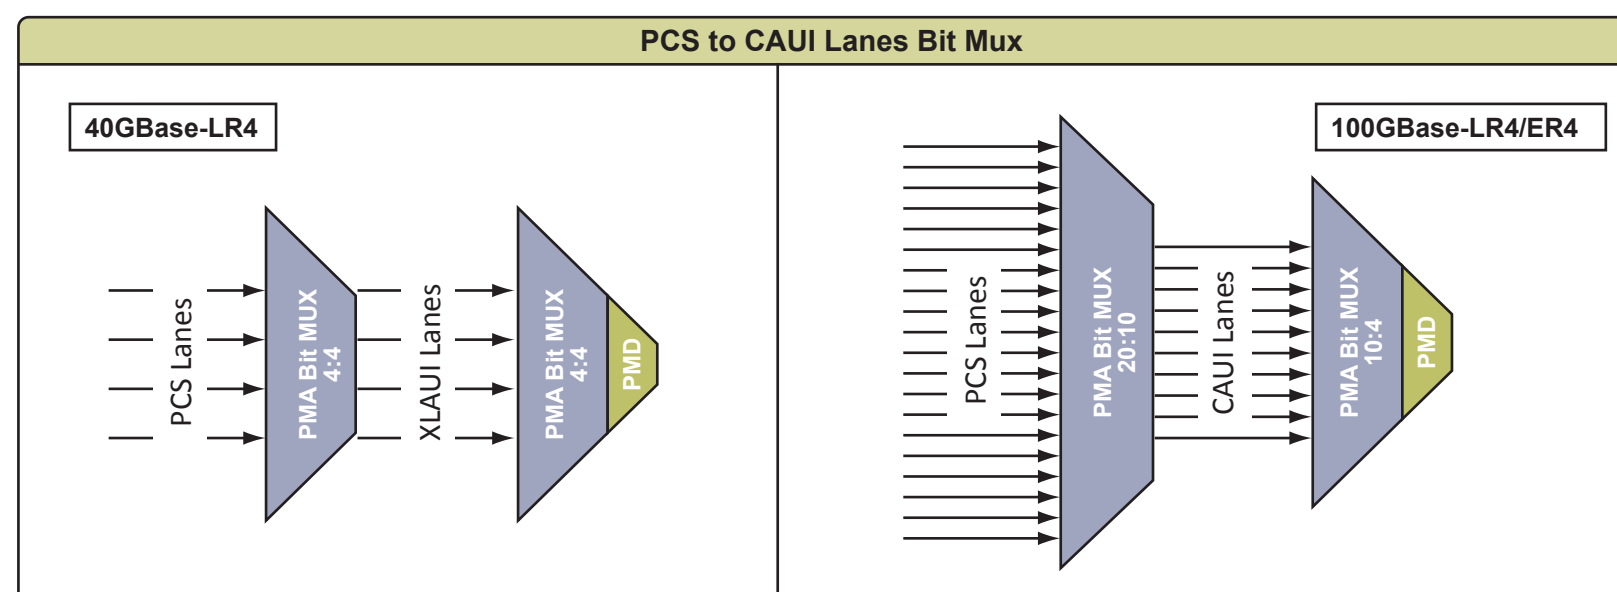 PCS to CAUI Lanes Bit Mux
40GBase-LR4
PCS Lanes
PMA Bit MUX
4:4
XLAUI Lanes
PMA Bit MUX
4:4
PMD
100GBase-LR4/ER4
PCS Lanes
PMA Bit MUX
20:10
CAUI Lanes
PMA Bit MUX
10:4
PMD